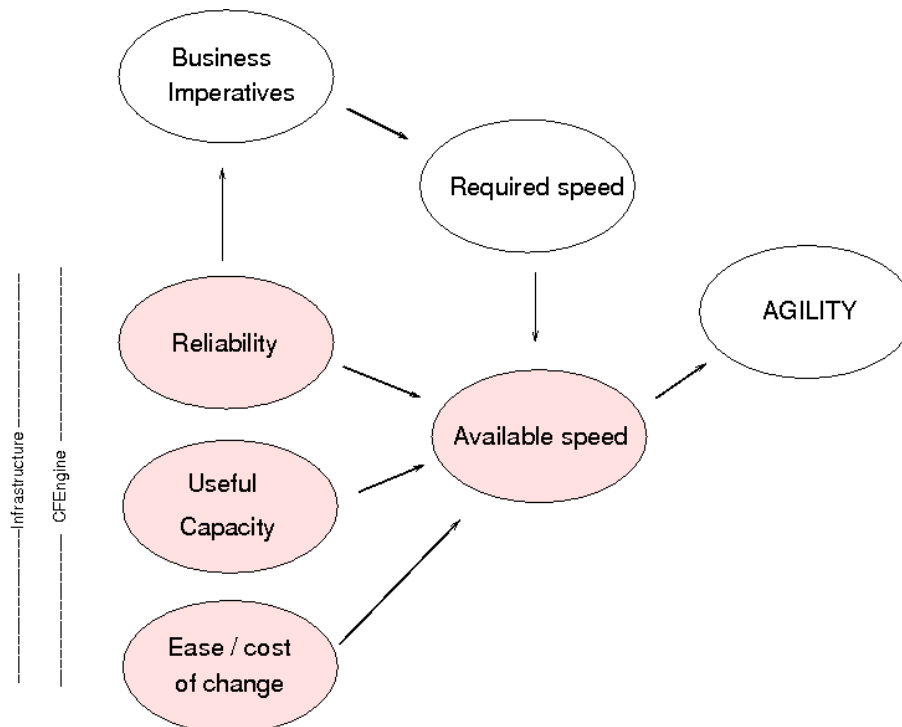 Business
Imperatives
Required speed
AGILITY
Reliability
Available speed
Useful
Capacity
Ease / cost
of change
Infrastructure
CFEngine